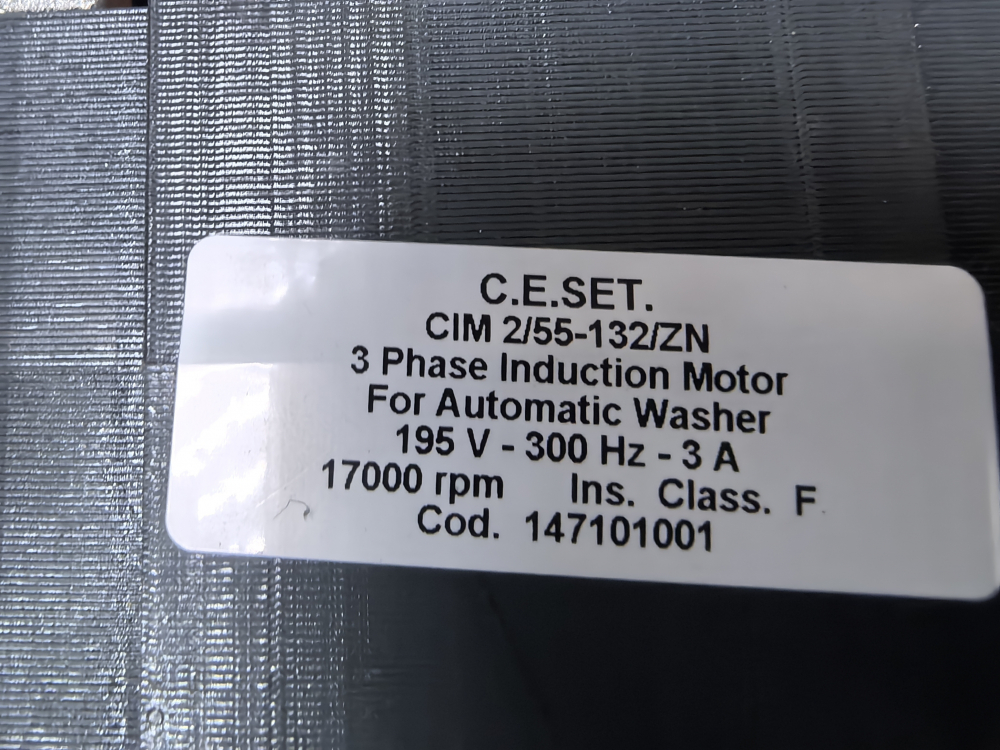 C.E.SET.
CIM 2/55-132/ZN
3 Phase Induction Motor
For Automatic Washer
195 V - 300 Hz - 3 A
17000 rpm Ins. Class. F
Cod. 147101001